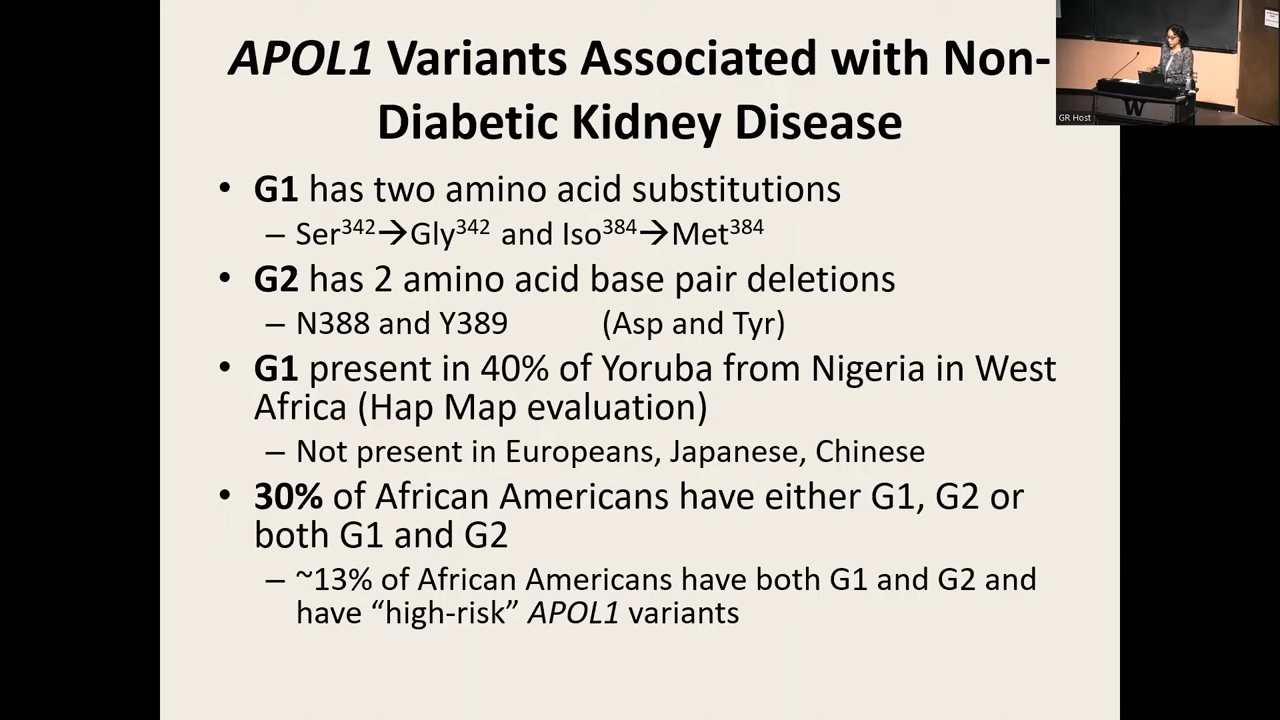 APOL1 Variants Associated with Non-
Diabetic Kidney Disease
GR Host
W
• G1 has two amino acid substitutions
– Ser³⁴²→Gly³⁴² and Iso³⁸⁴→Met³⁸⁴
• G2 has 2 amino acid base pair deletions
– N388 and Y389 (Asp and Tyr)
• G1 present in 40% of Yoruba from Nigeria in West
Africa (Hap Map evaluation)
– Not present in Europeans, Japanese, Chinese
• 30% of African Americans have either G1, G2 or
both G1 and G2
– ~13% of African Americans have both G1 and G2 and
have “high-risk” APOL1 variants